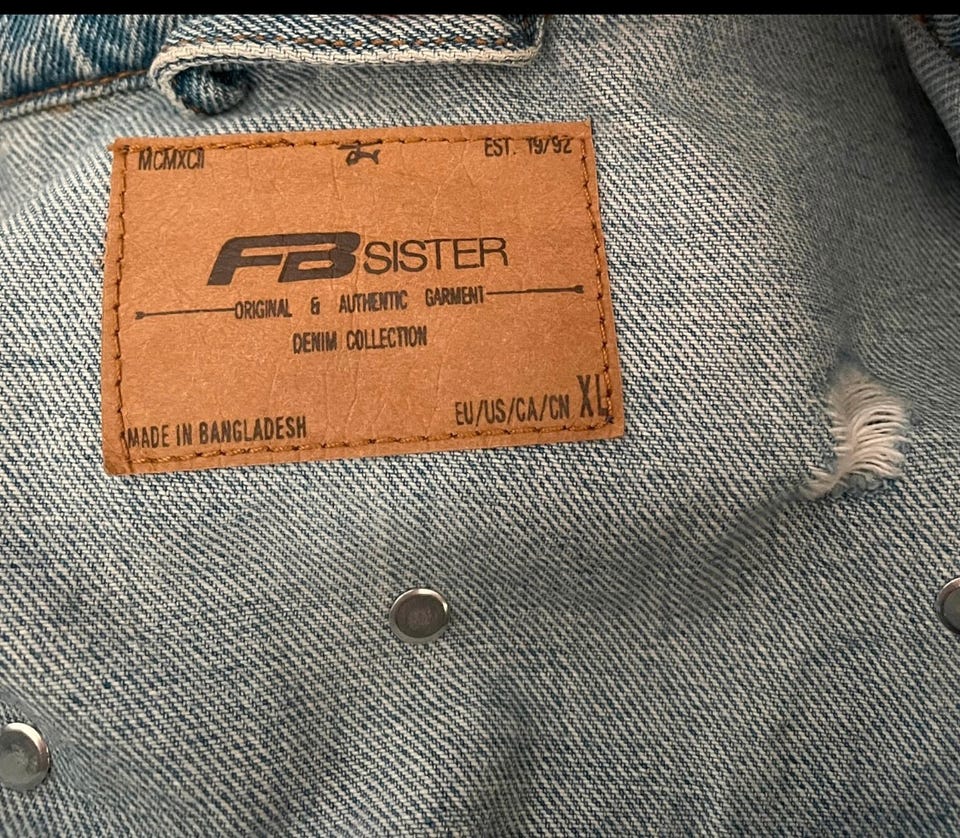 MCMXCII
EST. 19/92
FB SISTER
ORIGINAL & AUTHENTIC GARMENT
DENIM COLLECTION
MADE IN BANGLADESH
EU/US/CA/CN XL